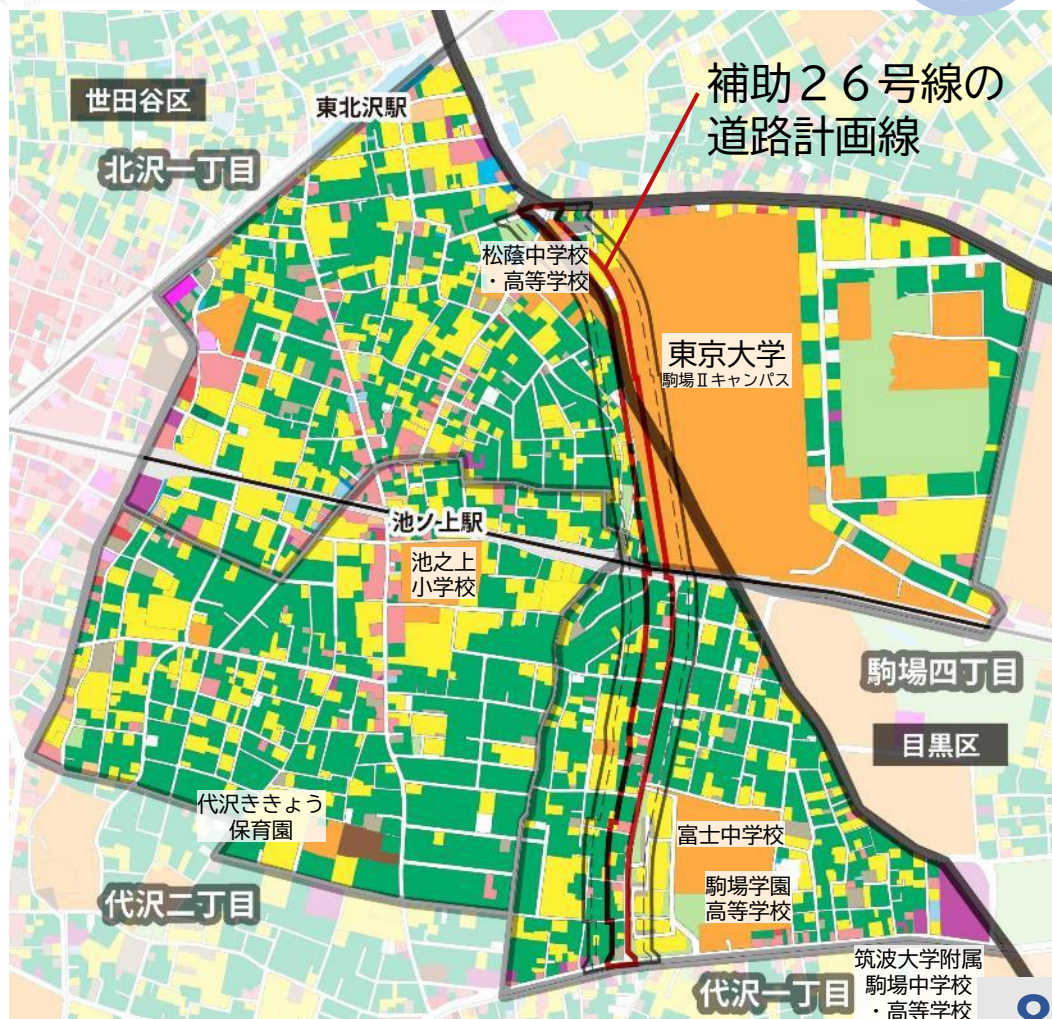 世田谷区
東北沢駅
補助２６号線の
道路計画線
北沢一丁目
松蔭中学校
・高等学校
東京大学
駒場Ⅱキャンパス
池ノ上駅
池之上
小学校
駒場四丁目
目黒区
代沢ききょう
保育園
富士中学校
駒場学園
高等学校
代沢二丁目
筑波大学附属
駒場中学校
・高等学校
代沢一丁目